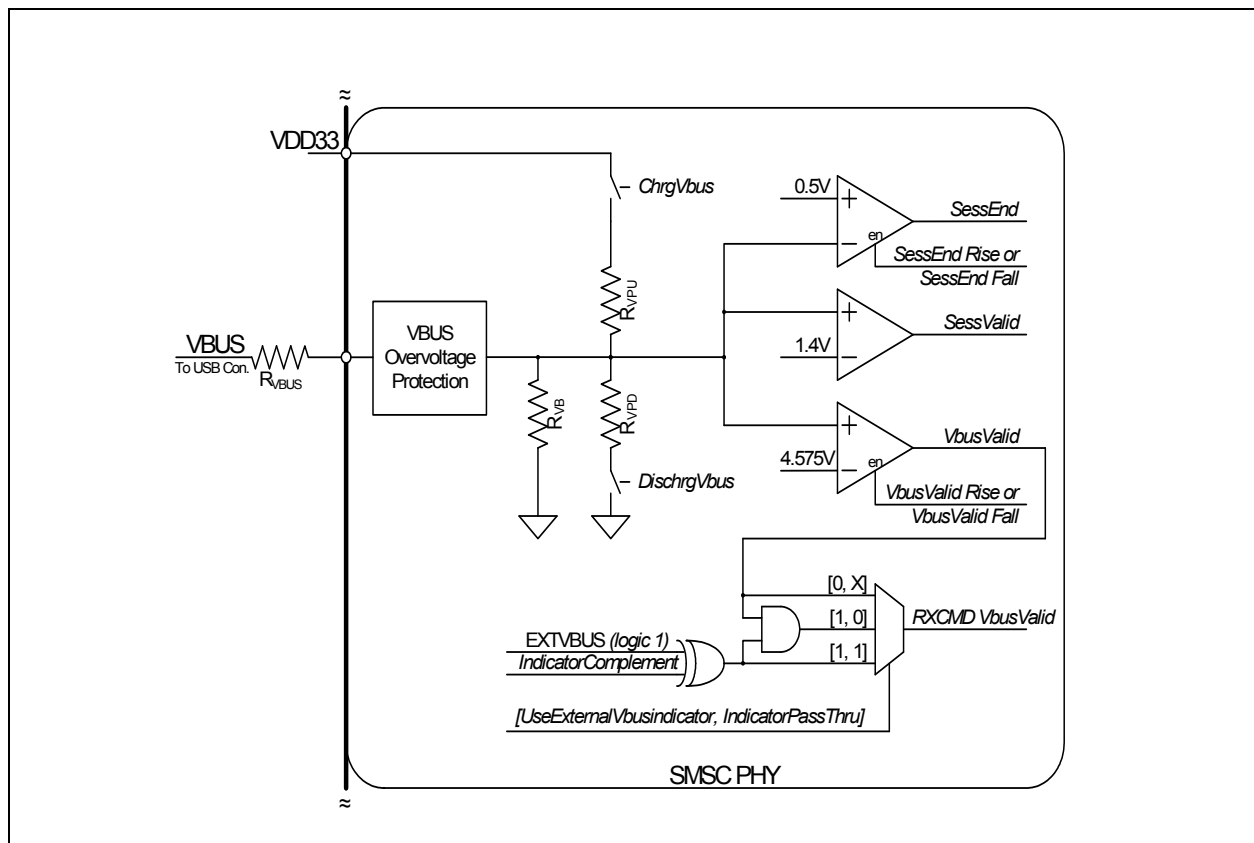 ≈
VDD33
ChrgVbus
RVPU
0.5V
+
−
en
SessEnd
SessEnd Rise or
SessEnd Fall
VBUS
To USB Con.
RVBUS
VBUS
Overvoltage
Protection
+
1.4V
−
SessValid
RVB
RVPD
DischrgVbus
+
4.575V
−
en
VbusValid
VbusValid Rise or
VbusValid Fall
[0, X]
[1, 0]
[1, 1]
RXCMD VbusValid
EXTVBUS (logic 1)
IndicatorComplement
[UseExternalVbusindicator, IndicatorPassThru]
SMSC PHY
≈